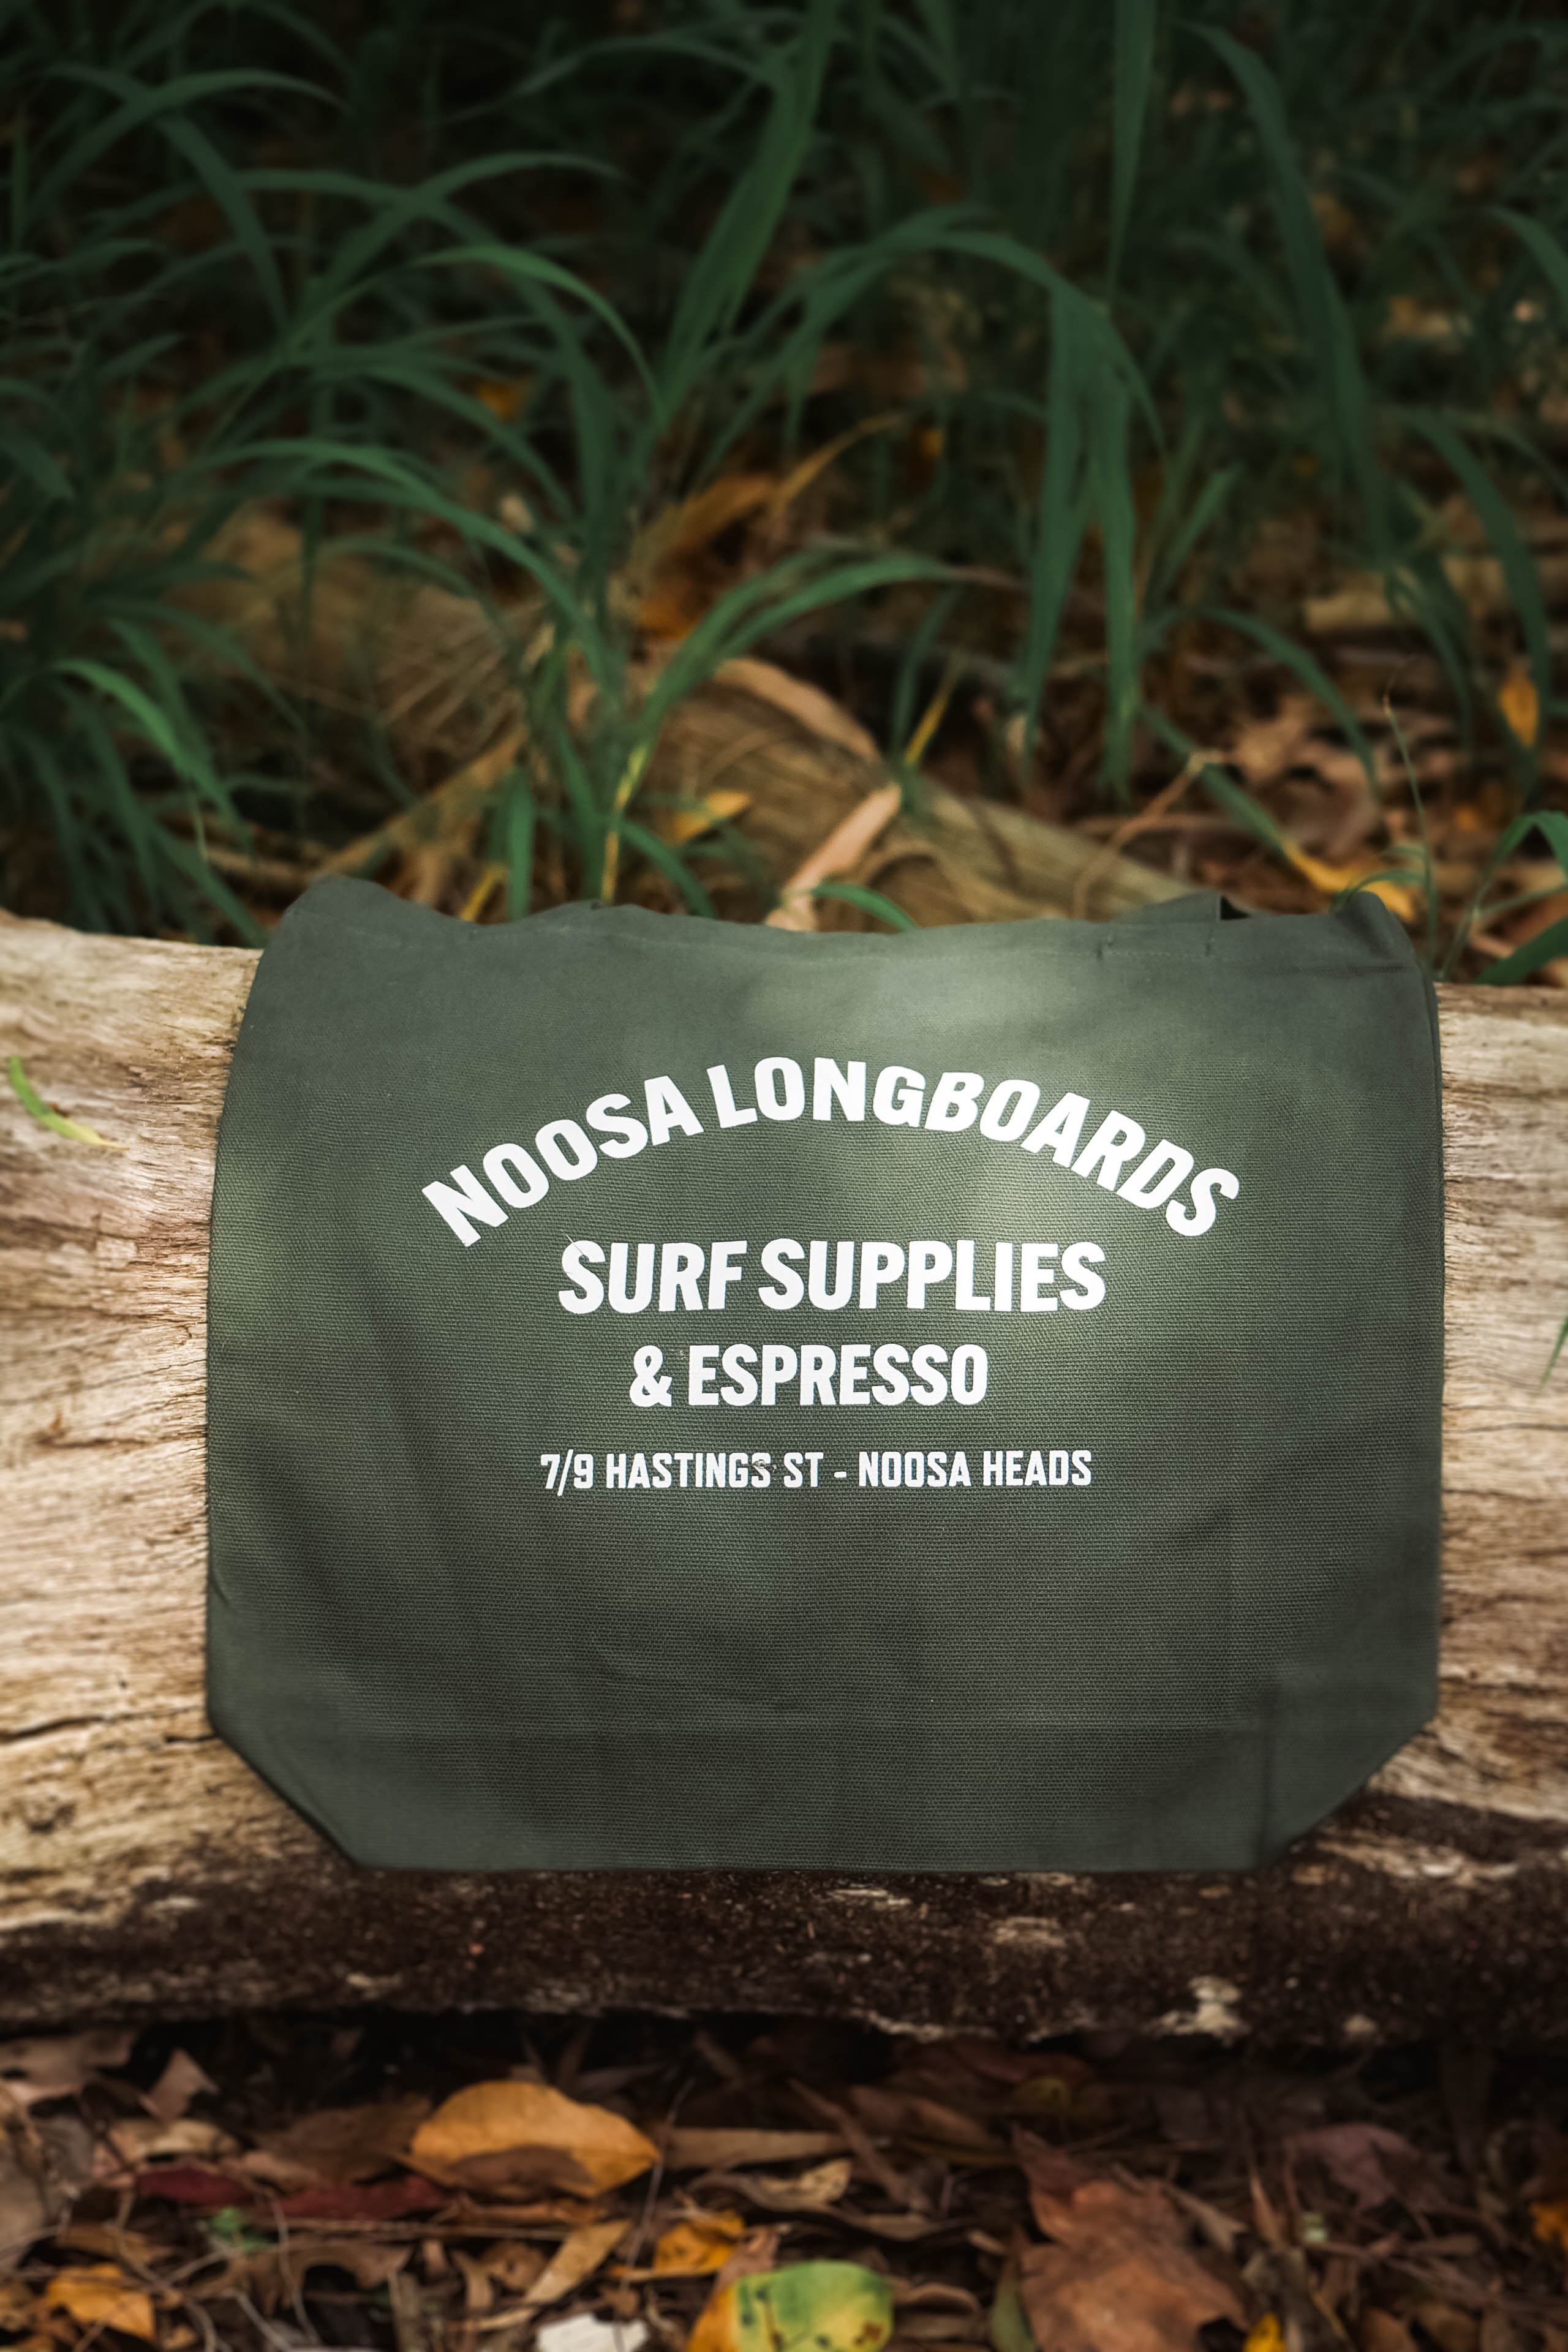 NOOSA LONGBOARDS
SURF SUPPLIES
& ESPRESSO
7/9 HASTINGS ST - NOOSA HEADS